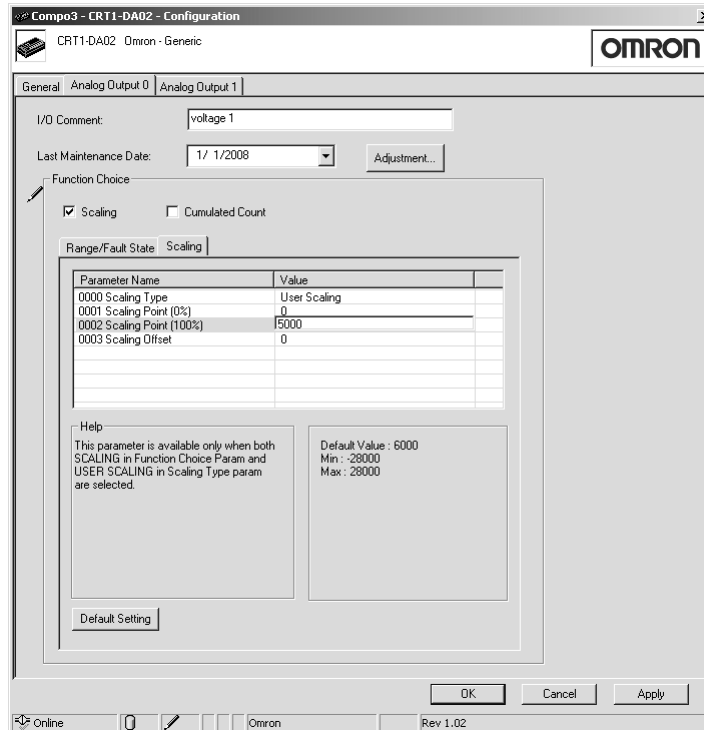 Compo3 - CRT1-DA02 - Configuration
CRT1-DA02 Omron - Generic
OMRON
General Analog Output 0 Analog Output 1
I/O Comment: voltage 1
Last Maintenance Date: 1/ 1/2008 Adjustment...
Function Choice
Scaling Cumulated Count
Range/Fault State Scaling
Parameter Name Value
0000 Scaling Type User Scaling
0001 Scaling Point (0%) 0
0002 Scaling Point (100%) 5000
0003 Scaling Offset 0
Help
This parameter is available only when both
SCALING in Function Choice Param and
USER SCALING in Scaling Type param
are selected.
Default Value : 6000
Min : -28000
Max : 28000
Default Setting
OK Cancel Apply
Online Omron Rev 1.02